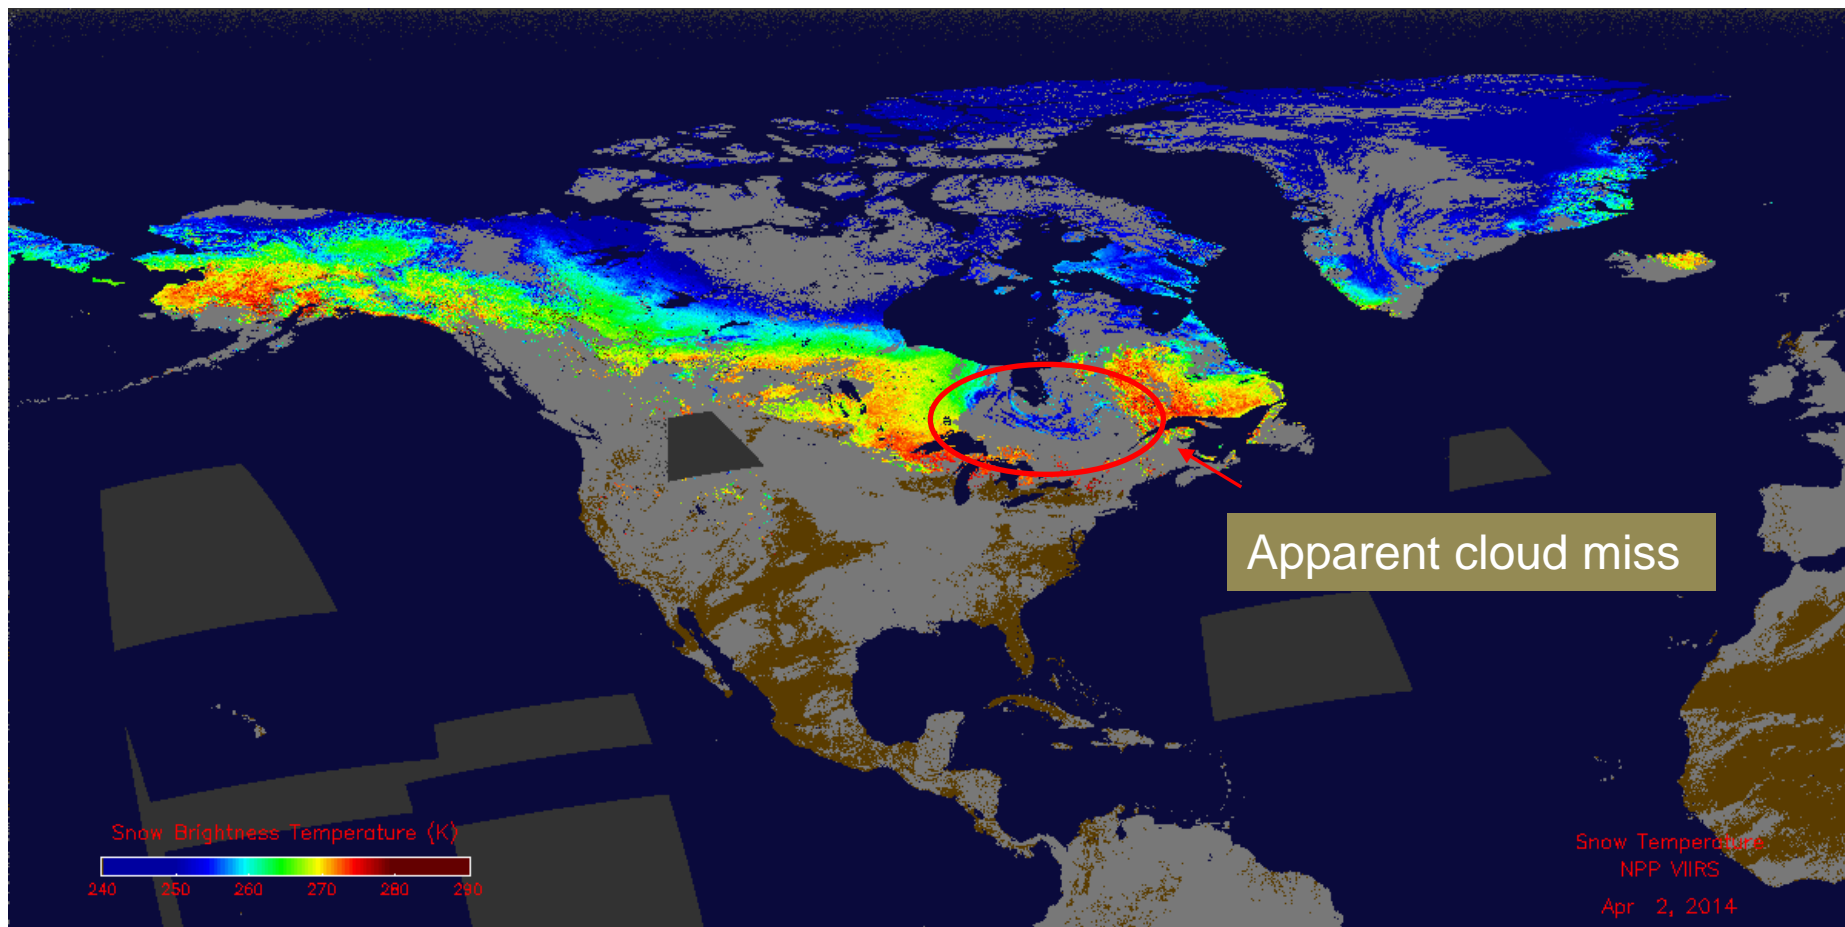 Apparent cloud miss
Snow Brightness Temperature (K)
240 250 260 270 280 290
Snow Temperature
NPP VIIRS
Apr 2, 2014